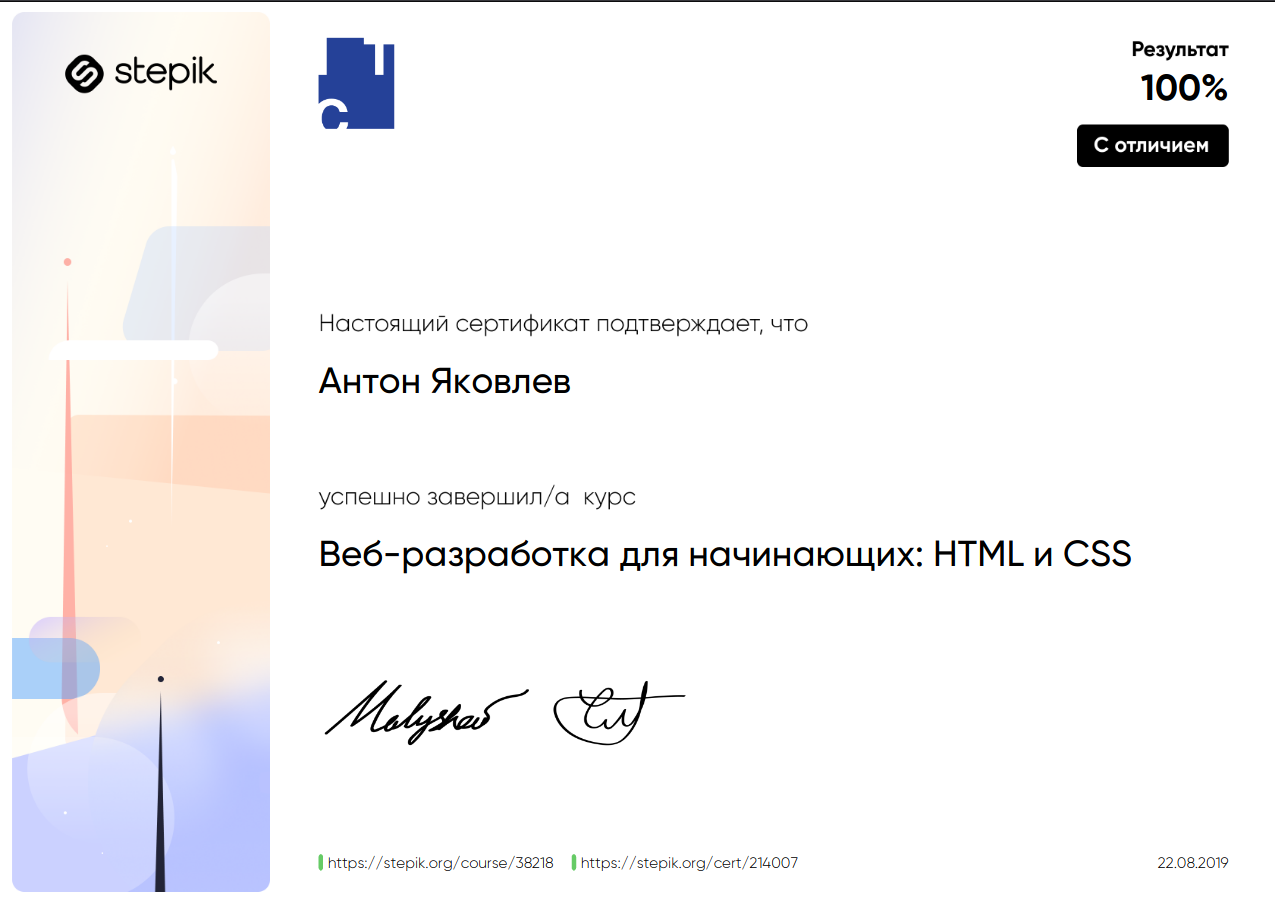 stepik
Результат
100%
С отличием
Настоящий сертификат подтверждает, что
Антон Яковлев
успешно завершил/а курс
Веб-разработка для начинающих: HTML и CSS
Malyshev
https://stepik.org/course/38218 https://stepik.org/cert/214007
22.08.2019